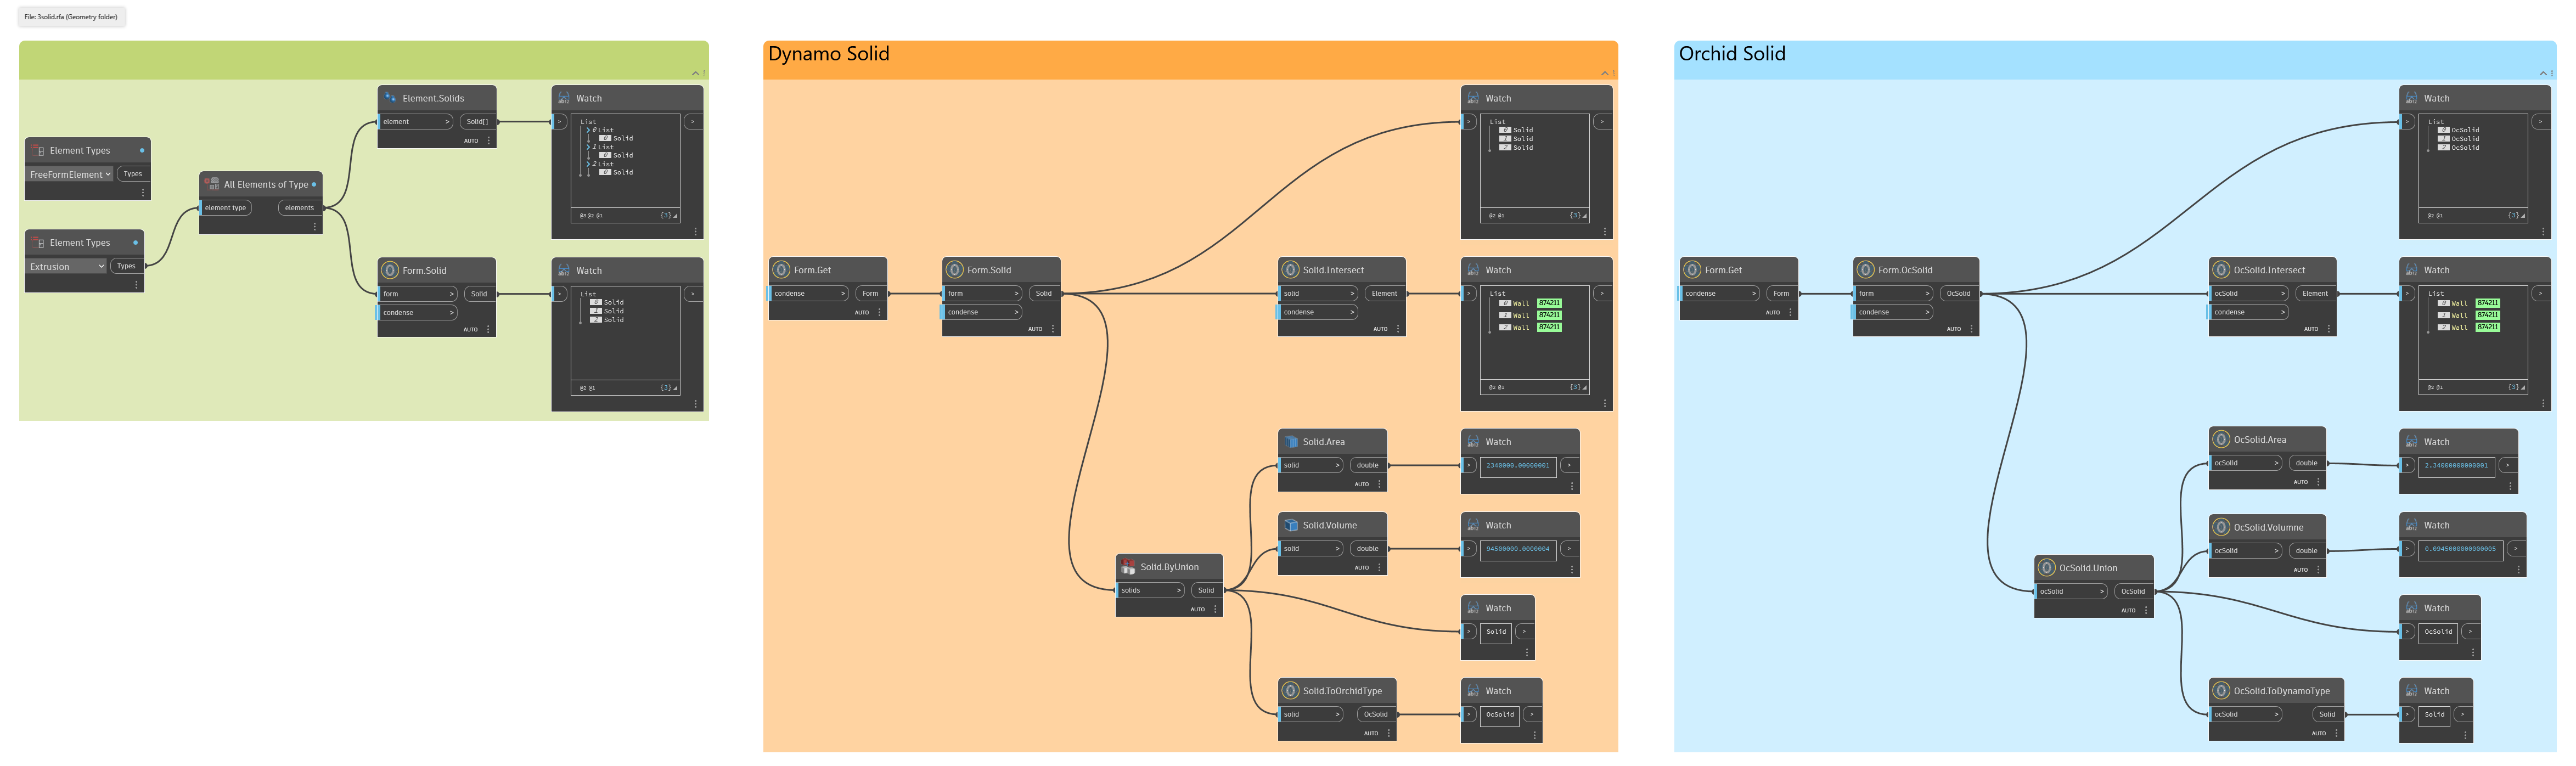 File: 3solid.rfa (Geometry folder)
Element Types
FreeFormElement
Types
Element Types
Extrusion
Types
All Elements of Type
element type
elements
Element.Solids
element >
Solid[]
AUTO
Watch
>
>
List
0 List
0 Solid
1 List
0 Solid
2 List
0 Solid
@3 @2 @1
{3}
Form.Solid
form >
Solid
condense >
AUTO
Watch
>
>
List
0 Solid
1 Solid
2 Solid
@2 @1
{3}
Dynamo Solid
Form.Get
condense >
Form
AUTO
Form.Solid
form >
Solid
condense >
AUTO
Watch
>
>
List
0 Solid
1 Solid
2 Solid
@2 @1
{3}
Solid.Intersect
solid >
Element
condense >
AUTO
Watch
>
>
List
0 Wall 874211
1 Wall 874211
2 Wall 874211
@2 @1
{3}
Solid.ByUnion
solids >
Solid
AUTO
Solid.Area
solid >
double
AUTO
Watch
>
2340000.00000001
>
Solid.Volume
solid >
double
AUTO
Watch
>
94500000.0000004
>
Watch
>
Solid
>
Solid.ToOrchidType
solid >
OcSolid
AUTO
Watch
>
OcSolid
>
Orchid Solid
Form.Get
condense >
Form
AUTO
Form.OcSolid
form >
OcSolid
condense >
AUTO
Watch
>
>
List
0 OcSolid
1 OcSolid
2 OcSolid
@2 @1
{3}
OcSolid.Intersect
ocSolid >
Element
condense >
AUTO
Watch
>
>
List
0 Wall 874211
1 Wall 874211
2 Wall 874211
@2 @1
{3}
OcSolid.Union
ocSolid >
OcSolid
AUTO
OcSolid.Area
ocSolid >
double
AUTO
Watch
>
2.34000000000001
>
OcSolid.Volumne
ocSolid >
double
AUTO
Watch
>
0.0945000000000005
>
Watch
>
OcSolid
>
OcSolid.ToDynamoType
ocSolid >
Solid
AUTO
Watch
>
Solid
>